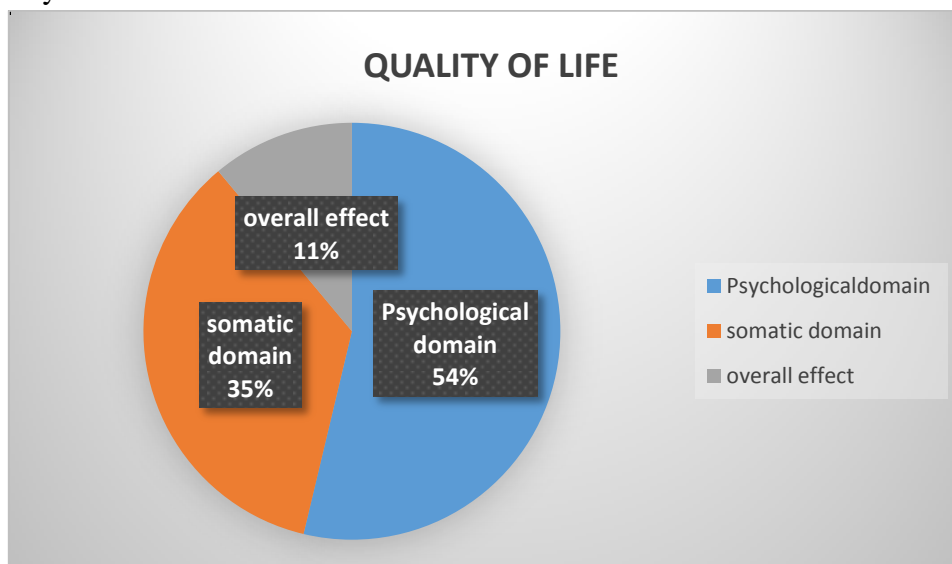 QUALITY OF LIFE
overall effect
11%
somatic
domain
35%
Psychological
domain
54%
Psychologicaldomain
somatic domain
overall effect